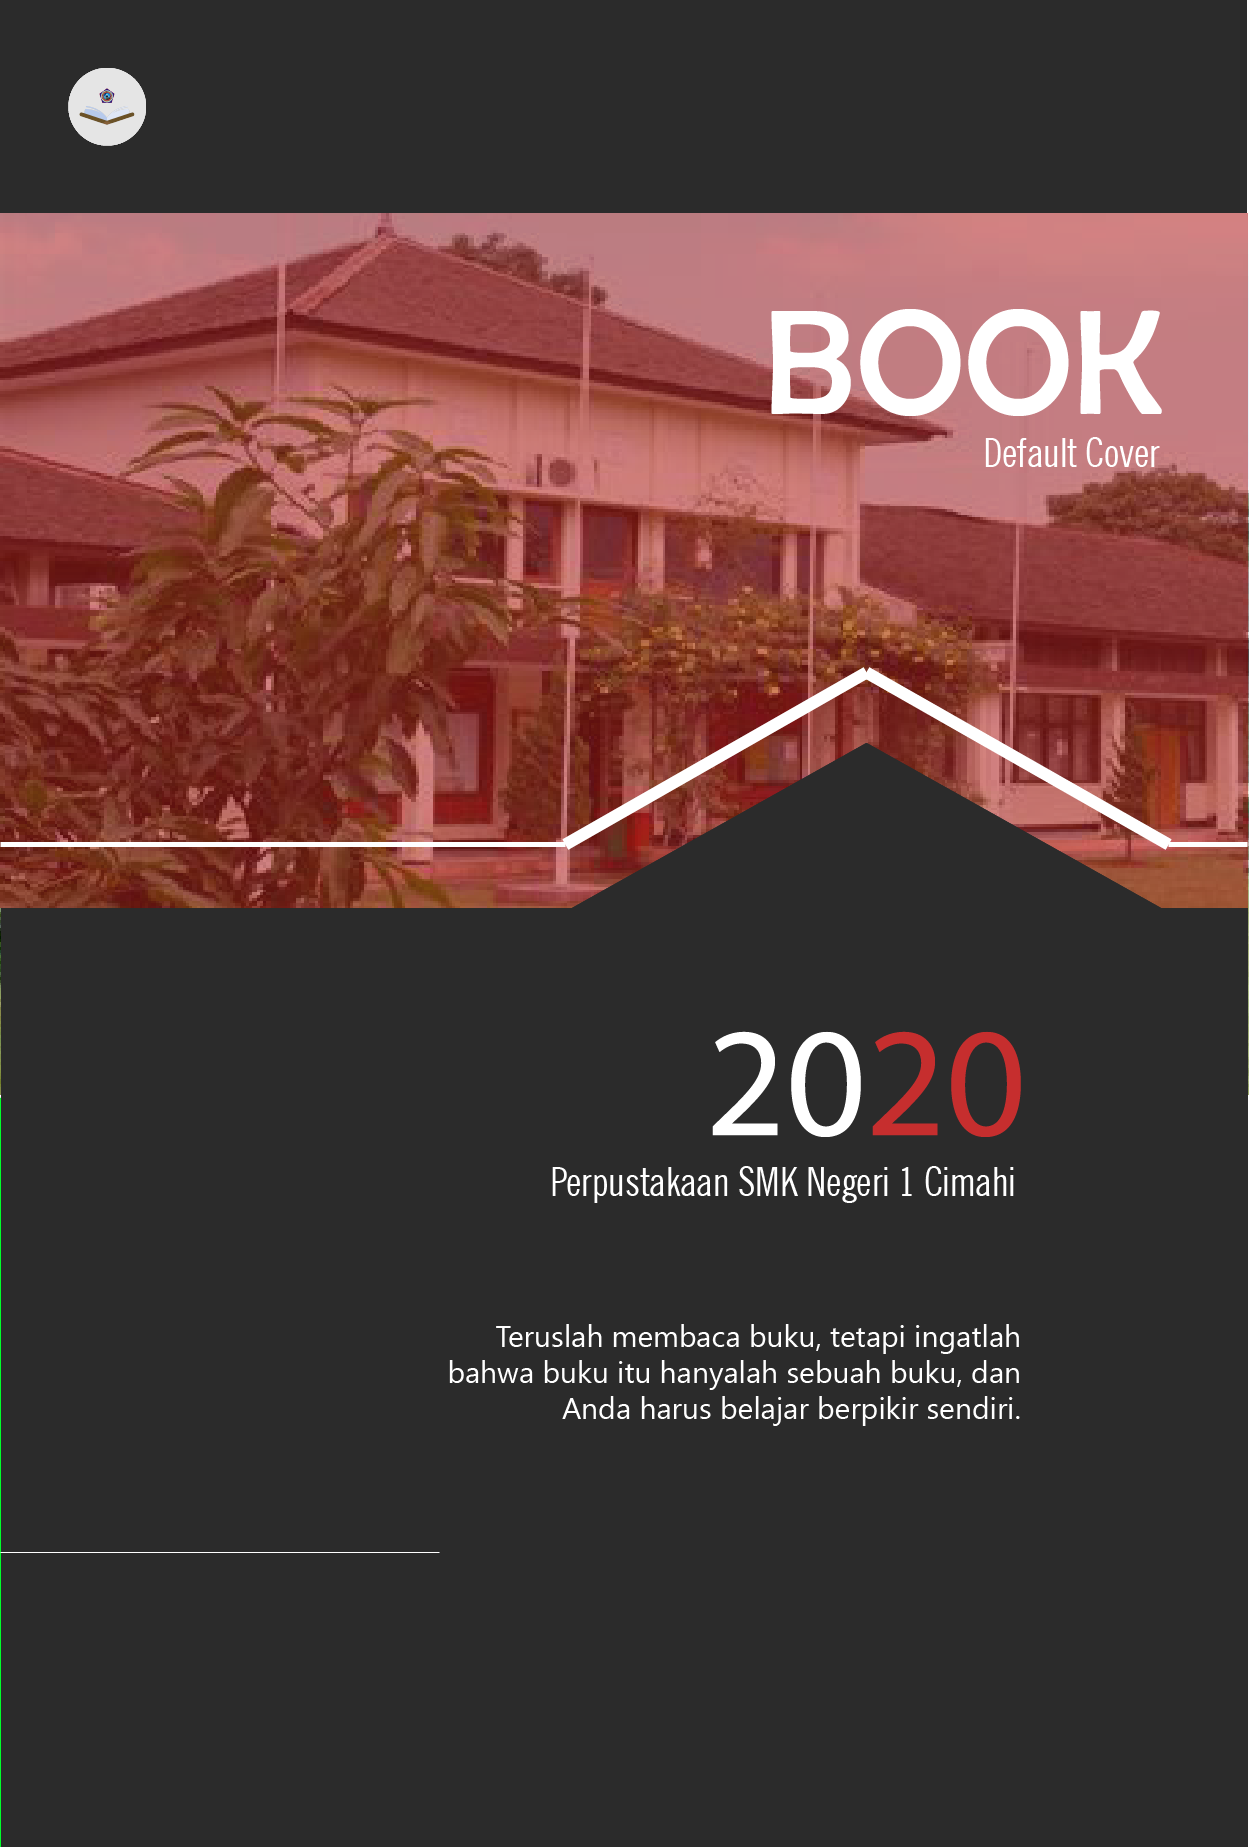 BOOK
Default Cover
2020
Perpustakaan SMK Negeri 1 Cimahi
Teruslah membaca buku, tetapi ingatlah
bahwa buku itu hanyalah sebuah buku, dan
Anda harus belajar berpikir sendiri.